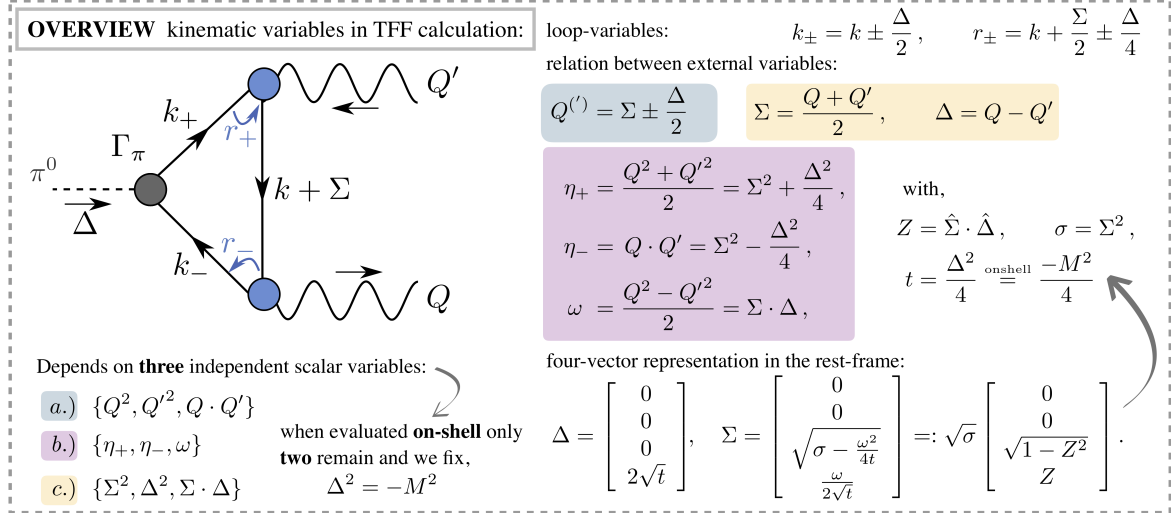 OVERVIEW kinematic variables in TFF calculation:
Q′
k₊
r₊
Γ_π
π⁰
Δ
k + Σ
r₋
k₋
Q
Depends on three independent scalar variables:
a.) {Q², Q′², Q · Q′}
b.) {η₊, η₋, ω}
c.) {Σ², Δ², Σ · Δ}
when evaluated on-shell only
two remain and we fix,
Δ² = −M²
loop-variables: k± = k ± Δ/2 , r± = k + Σ/2 ± Δ/4
relation between external variables:
Q^(′) = Σ ± Δ/2 Σ = (Q + Q′)/2 , Δ = Q − Q′
η₊ = (Q² + Q′²)/2 = Σ² + Δ²/4 ,
η₋ = Q · Q′ = Σ² − Δ²/4 ,
ω = (Q² − Q′²)/2 = Σ · Δ ,
with,
Z = Σ̂ · Δ̂ , σ = Σ² ,
t = Δ²/4 onshell = −M²/4
four-vector representation in the rest-frame:
Δ = [0, 0, 0, 2√t] , Σ = [0, 0, √(σ − ω²/4t), ω/2√t] =: √σ [0, 0, √(1 − Z²), Z] .